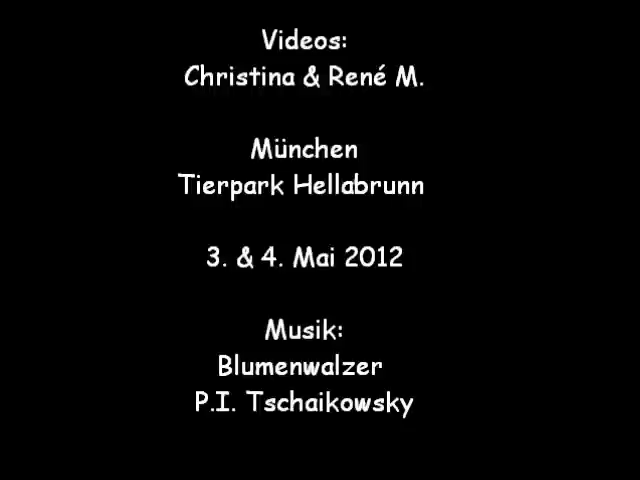 Videos:
Christina & René M.
München
Tierpark Hellabrunn
3. & 4. Mai 2012
Musik:
Blumenwalzer
P.I. Tschaikowsky